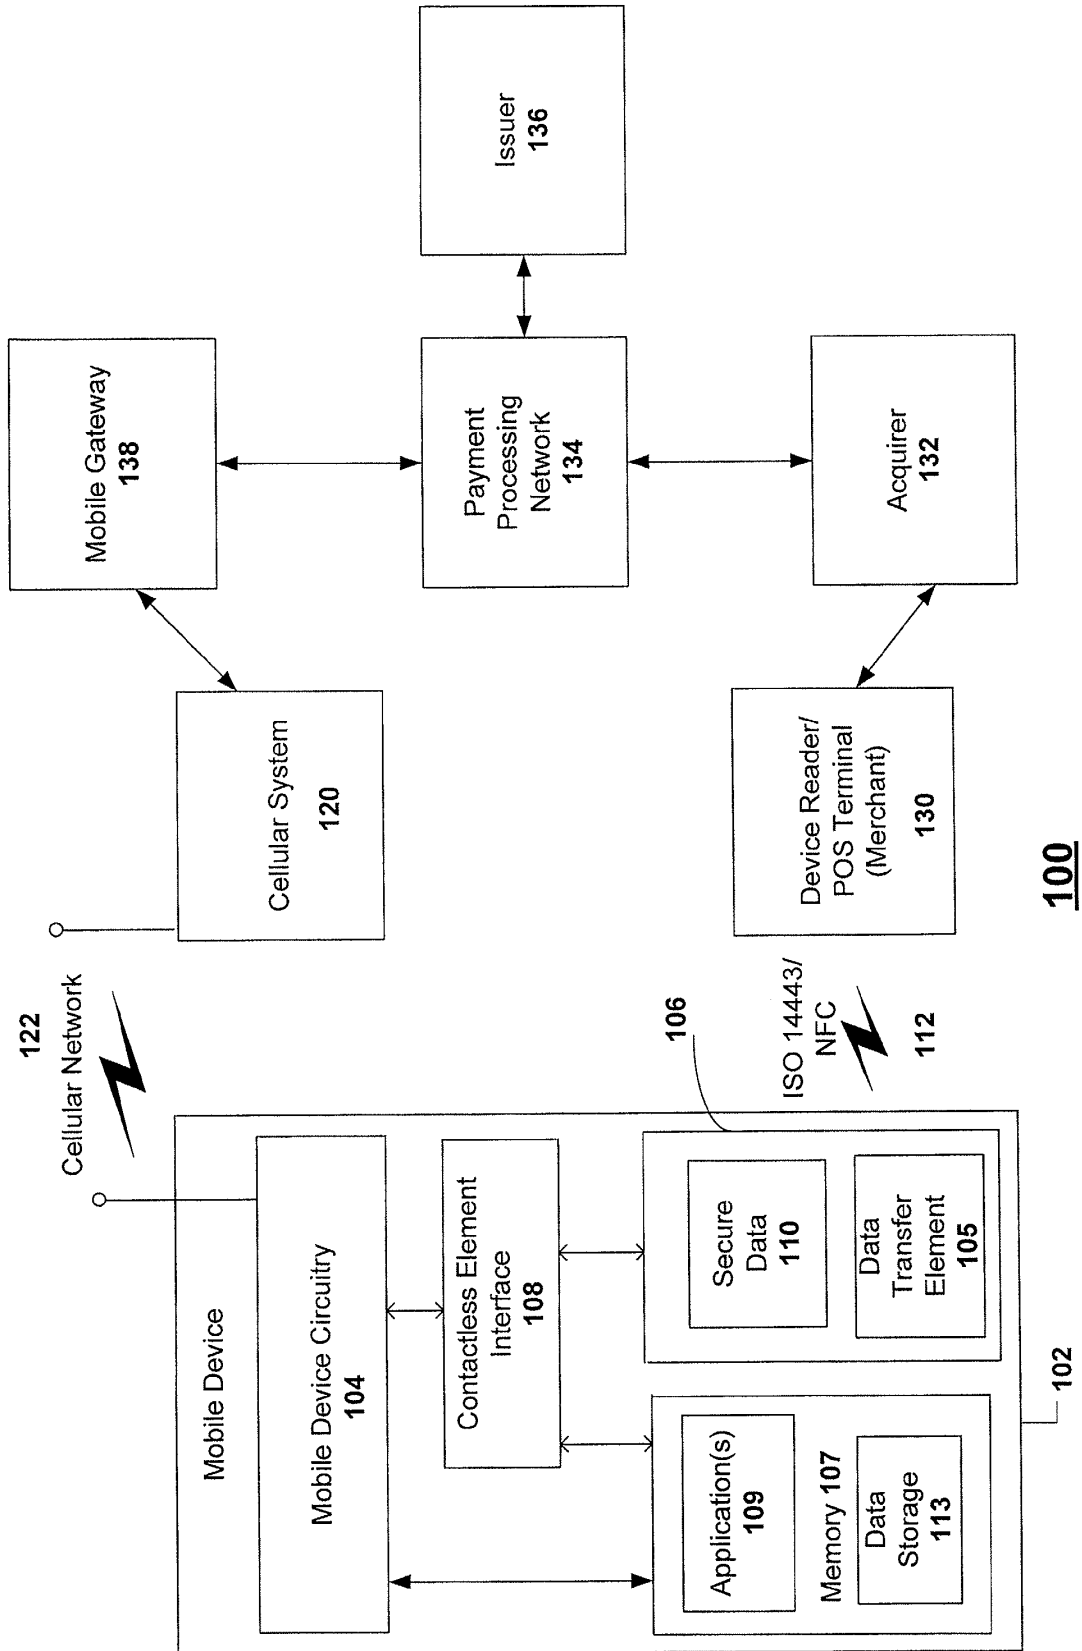 Mobile Device
Mobile Device Circuitry
104
Contactless Element
Interface
108
Application(s)
109
Memory 107
Data
Storage
113
Secure
Data
110
Data
Transfer
Element
105
106
102
122
Cellular Network
ISO 14443/
NFC
112
Cellular System
120
Device Reader/
POS Terminal
(Merchant)
130
Mobile Gateway
138
Payment
Processing
Network
134
Acquirer
132
Issuer
136
100